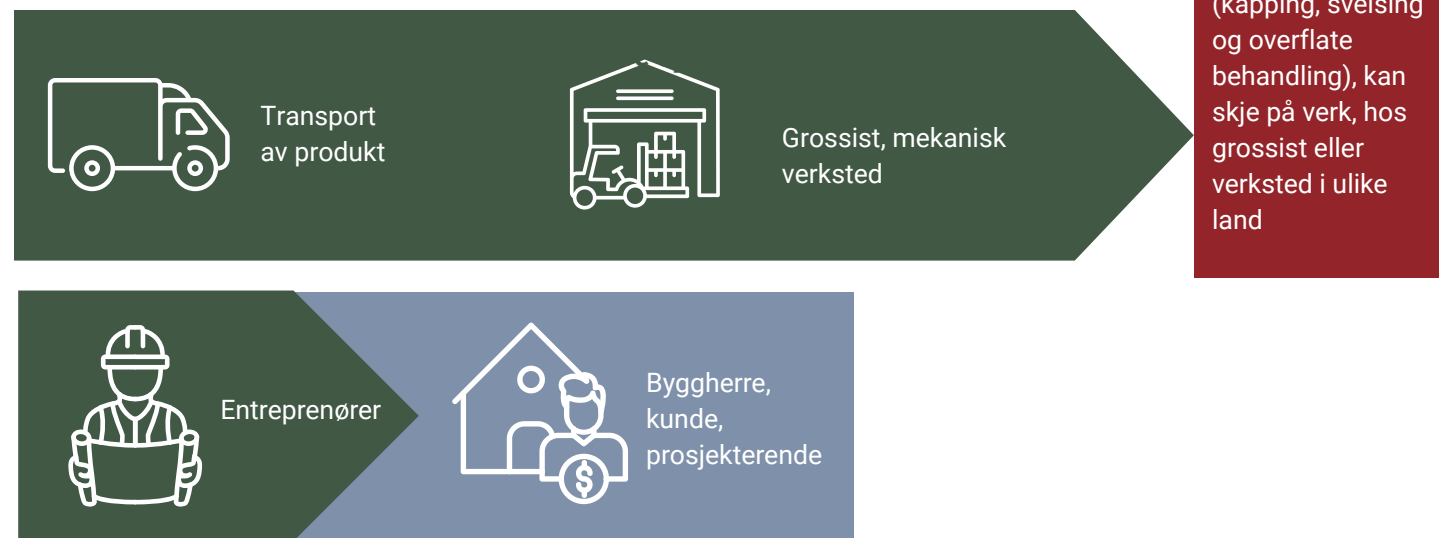 Transport
av produkt
Grossist, mekanisk
verksted
(kapping, sveising
og overflate
behandling), kan
skje på verk, hos
grossist eller
verksted i ulike
land
Entreprenører
Byggherre,
kunde,
prosjekterende
$